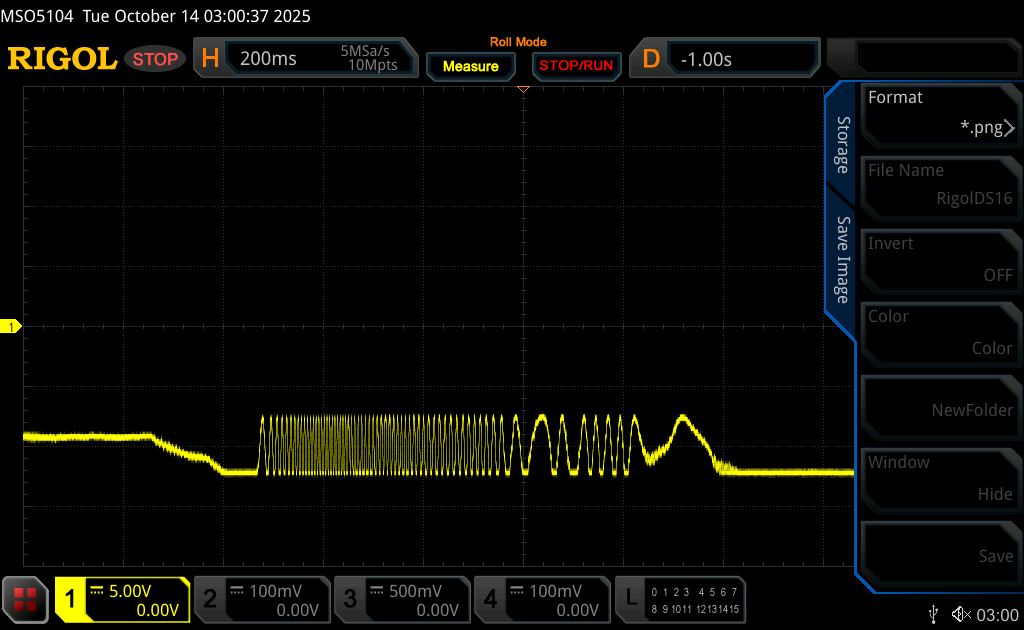 MSO5104 Tue October 14 03:00:37 2025
RIGOL STOP H 200ms 5MSa/s 10Mpts Roll Mode Measure STOP/RUN D -1.00s
Storage
Save Image
Format
*.png
File Name
RigolDS16
Invert
OFF
Color
Color
NewFolder
Window
Hide
Save
1
1 5.00V 0.00V
2 100mV 0.00V
3 500mV 0.00V
4 100mV 0.00V
L 0 1 2 3 4 5 6 7
8 9 10 11 12 13 14 15
03:00